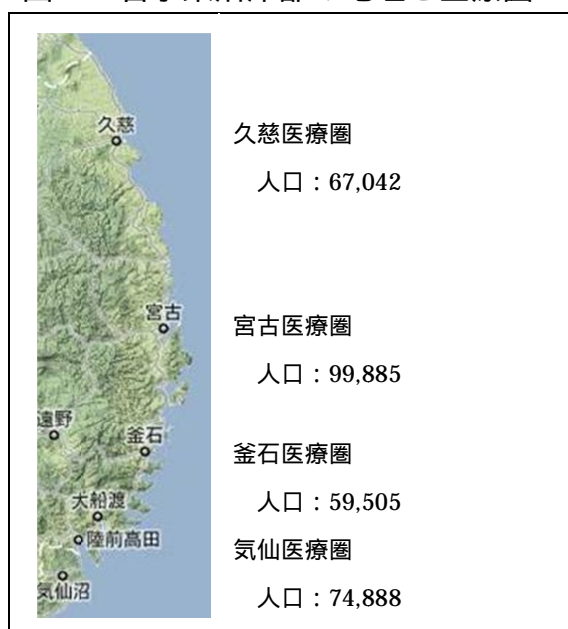 久慈
久慈医療圏
人口：67,042
宮古
宮古医療圏
人口：99,885
遠野
釜石
釜石医療圏
人口：59,505
大船渡
陸前高田
気仙医療圏
気仙沼
人口：74,888